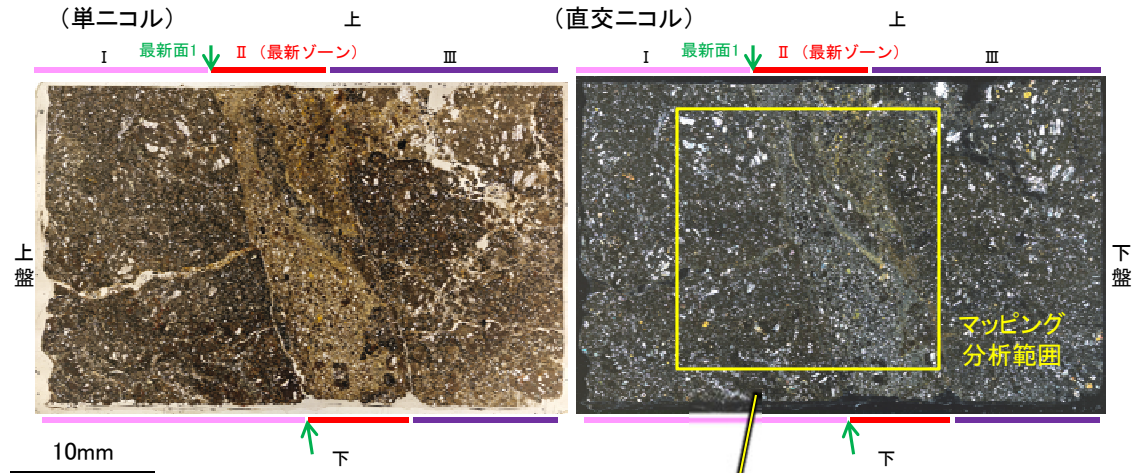 （単ニコル）
上
（直交ニコル）
上
Ⅰ
最新面1
Ⅱ（最新ゾーン）
Ⅲ
Ⅰ
最新面1
Ⅱ（最新ゾーン）
Ⅲ
上盤
下盤
マッピング
分析範囲
10mm
下
下